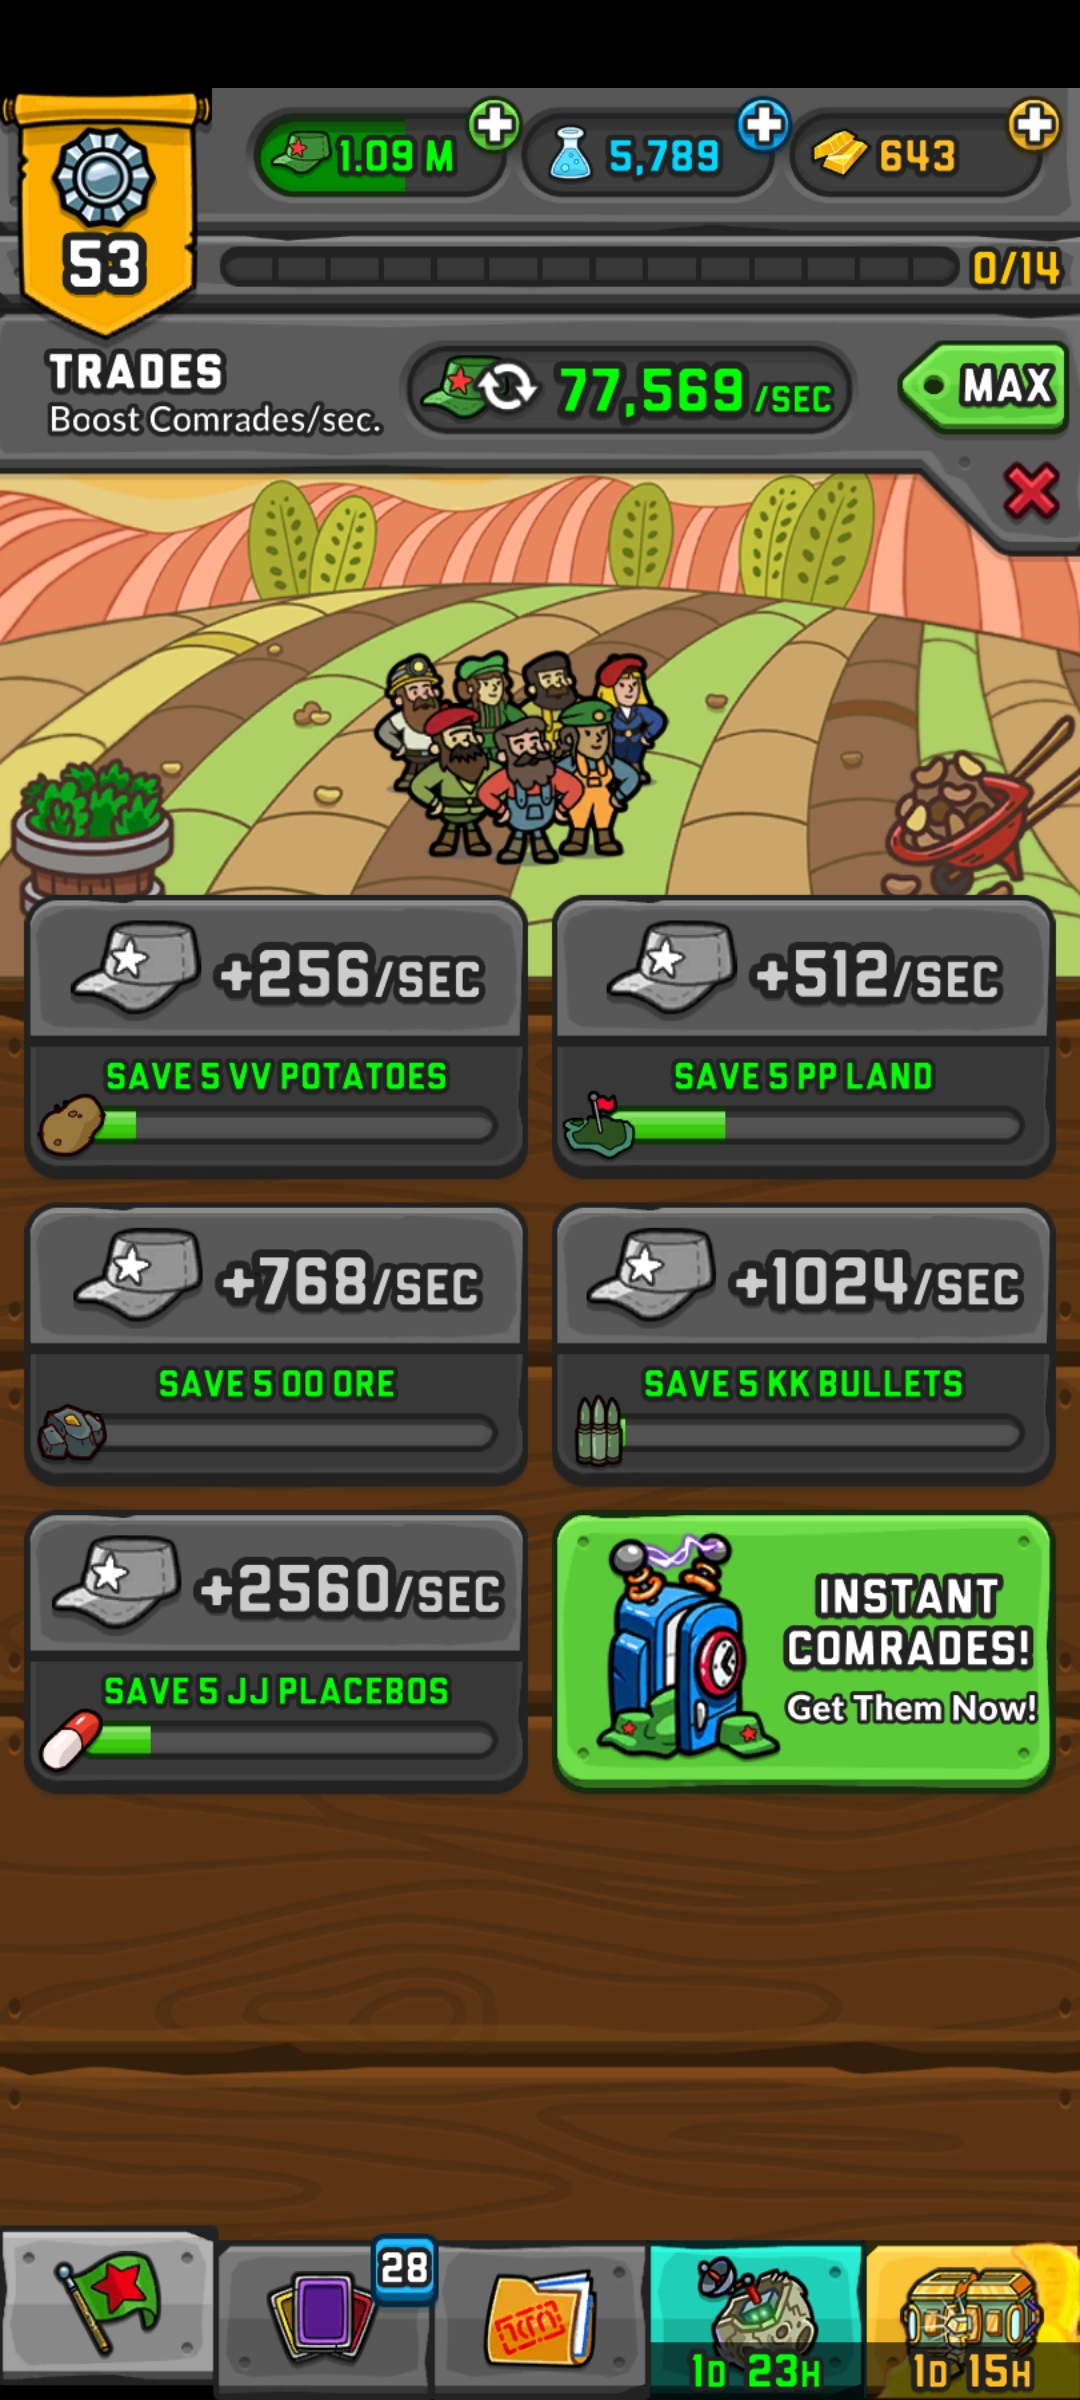 1.09 M
5,789
643
53
0/14
TRADES
Boost Comrades/sec.
77,569/SEC
MAX
+256/SEC
SAVE 5 VV POTATOES
+512/SEC
SAVE 5 PP LAND
+768/SEC
SAVE 5 OO ORE
+1024/SEC
SAVE 5 KK BULLETS
+2560/SEC
SAVE 5 JJ PLACEBOS
INSTANT
COMRADES!
Get Them Now!
28
1D 23H
1D 15H